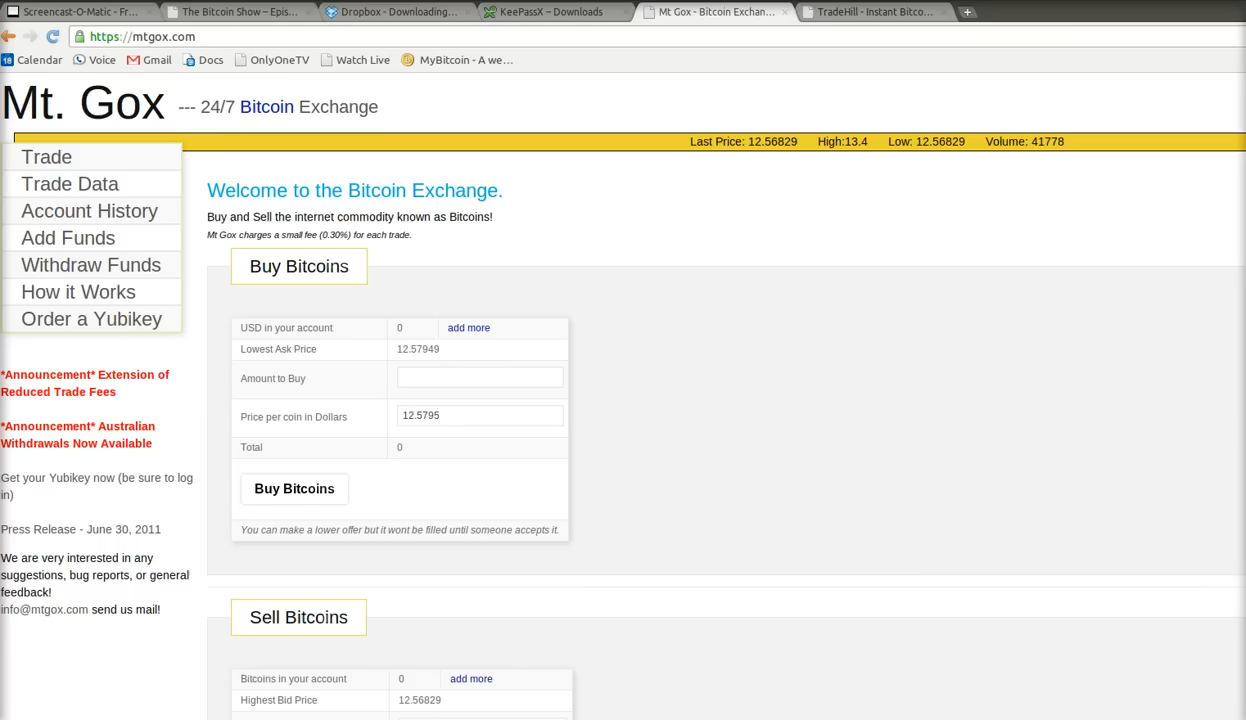 Screencast-O-Matic - Fr...
The Bitcoin Show – Epis...
Dropbox - Downloading...
KeePassX – Downloads
Mt Gox - Bitcoin Exchan...
TradeHill - Instant Bitco...
https://mtgox.com
18 Calendar
Voice
Gmail
Docs
OnlyOneTV
Watch Live
MyBitcoin - A we...
Mt. Gox --- 24/7 Bitcoin Exchange
Last Price: 12.56829 High:13.4 Low: 12.56829 Volume: 41778
Trade
Trade Data
Account History
Add Funds
Withdraw Funds
How it Works
Order a Yubikey
*Announcement* Extension of
Reduced Trade Fees
*Announcement* Australian
Withdrawals Now Available
Get your Yubikey now (be sure to log
in)
Press Release - June 30, 2011
We are very interested in any
suggestions, bug reports, or general
feedback!
info@mtgox.com send us mail!
Welcome to the Bitcoin Exchange.
Buy and Sell the internet commodity known as Bitcoins!
Mt Gox charges a small fee (0.30%) for each trade.
Buy Bitcoins
USD in your account 0 add more
Lowest Ask Price 12.57949
Amount to Buy
Price per coin in Dollars 12.5795
Total 0
Buy Bitcoins
You can make a lower offer but it wont be filled until someone accepts it.
Sell Bitcoins
Bitcoins in your account 0 add more
Highest Bid Price 12.56829